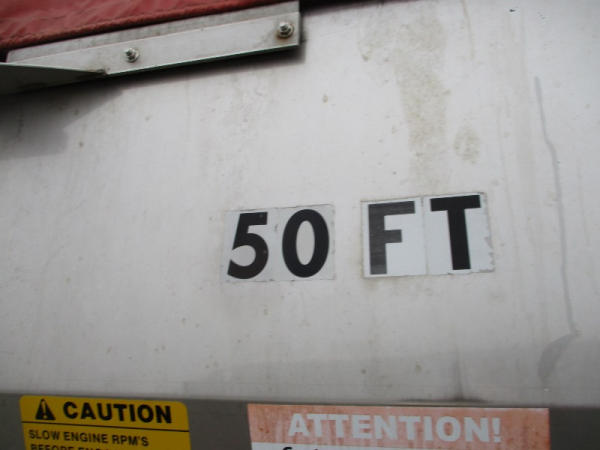 50 FT
CAUTION
SLOW ENGINE RPM'S
ATTENTION!